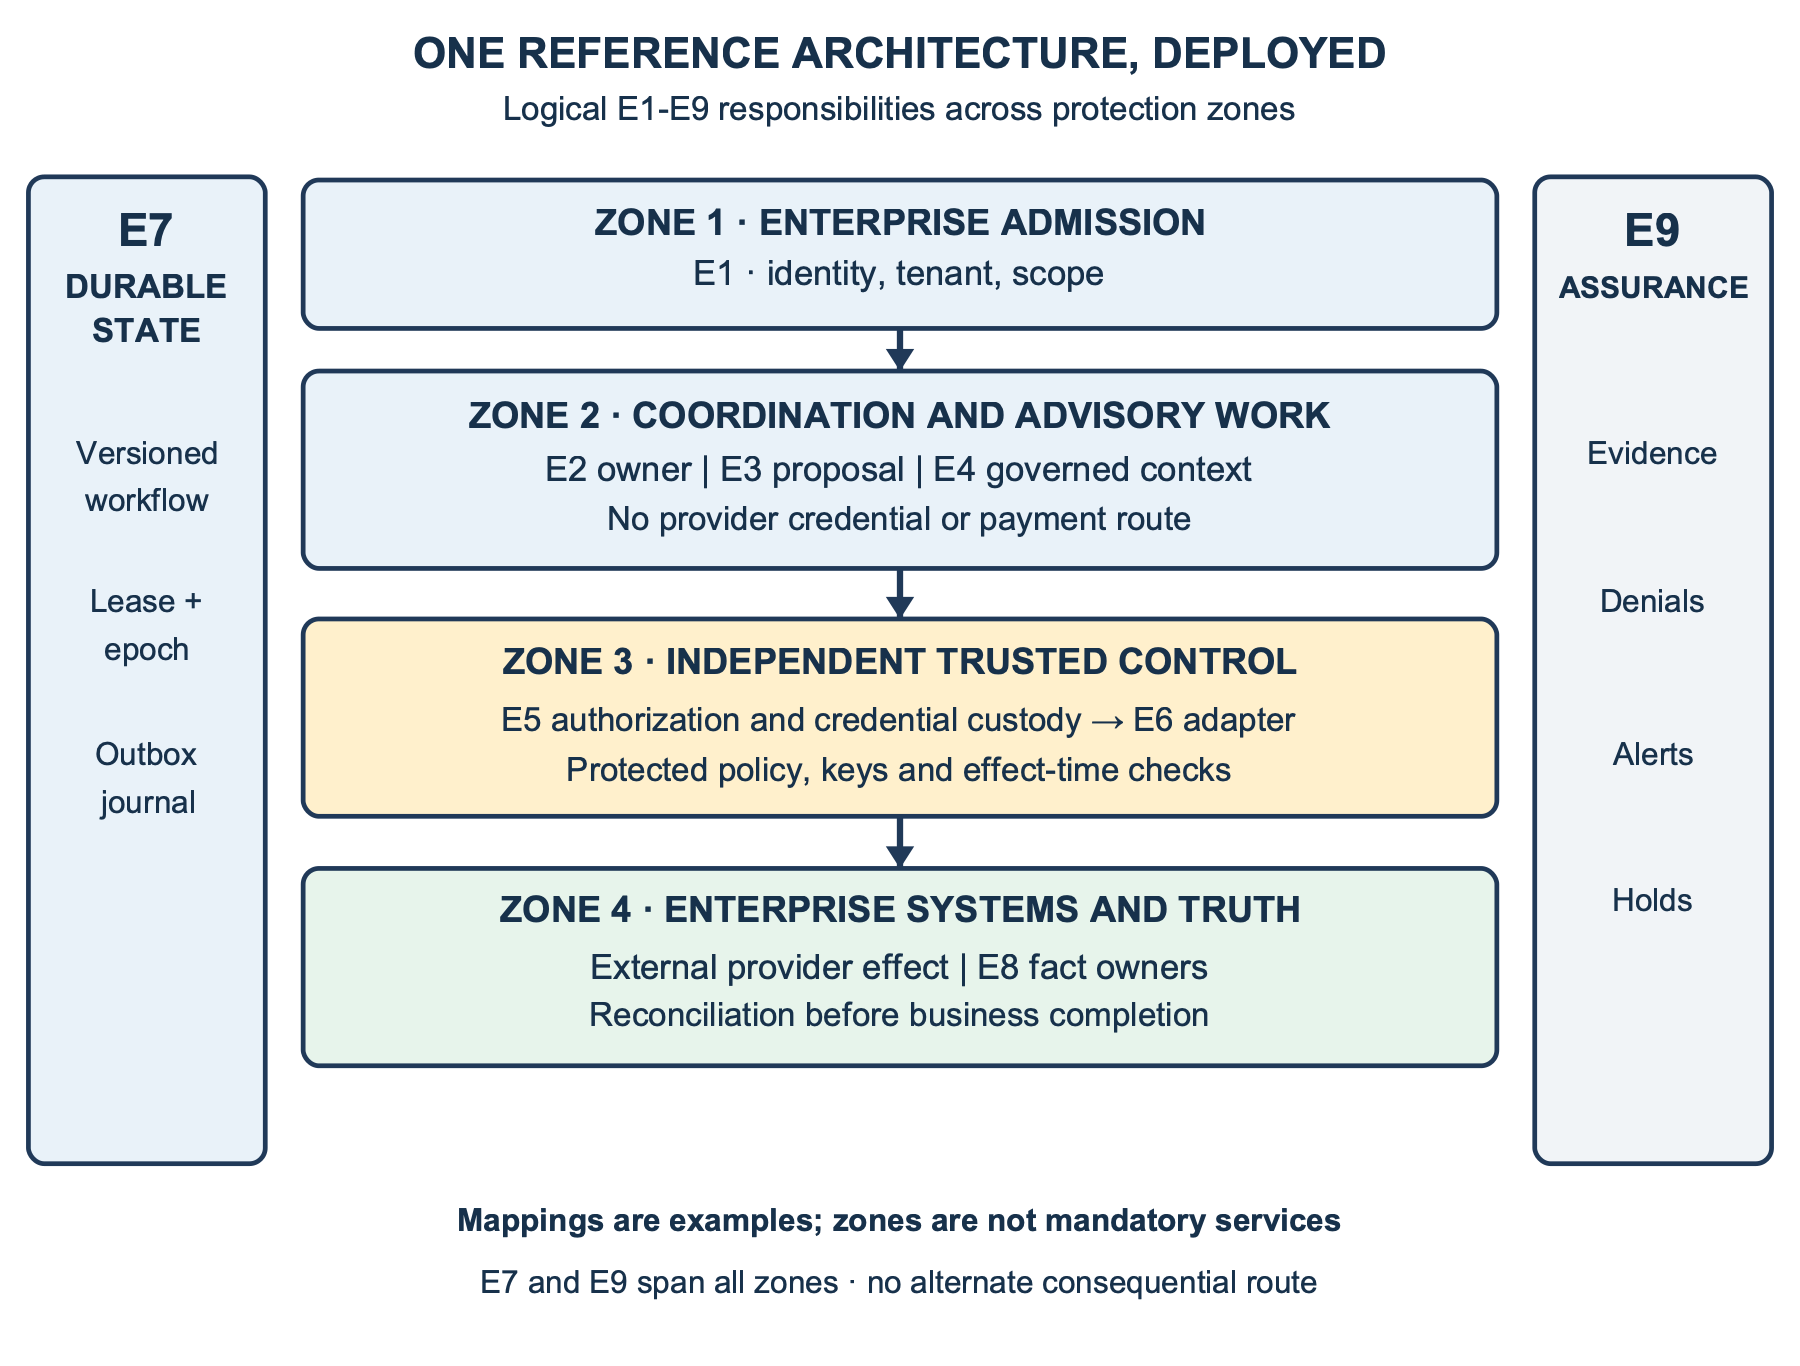 ONE REFERENCE ARCHITECTURE, DEPLOYED
Logical E1-E9 responsibilities across protection zones
E7
DURABLE
STATE
Versioned
workflow
Lease +
epoch
Outbox
journal
ZONE 1 · ENTERPRISE ADMISSION
E1 · identity, tenant, scope
ZONE 2 · COORDINATION AND ADVISORY WORK
E2 owner | E3 proposal | E4 governed context
No provider credential or payment route
ZONE 3 · INDEPENDENT TRUSTED CONTROL
E5 authorization and credential custody → E6 adapter
Protected policy, keys and effect-time checks
ZONE 4 · ENTERPRISE SYSTEMS AND TRUTH
External provider effect | E8 fact owners
Reconciliation before business completion
E9
ASSURANCE
Evidence
Denials
Alerts
Holds
Mappings are examples; zones are not mandatory services
E7 and E9 span all zones · no alternate consequential route